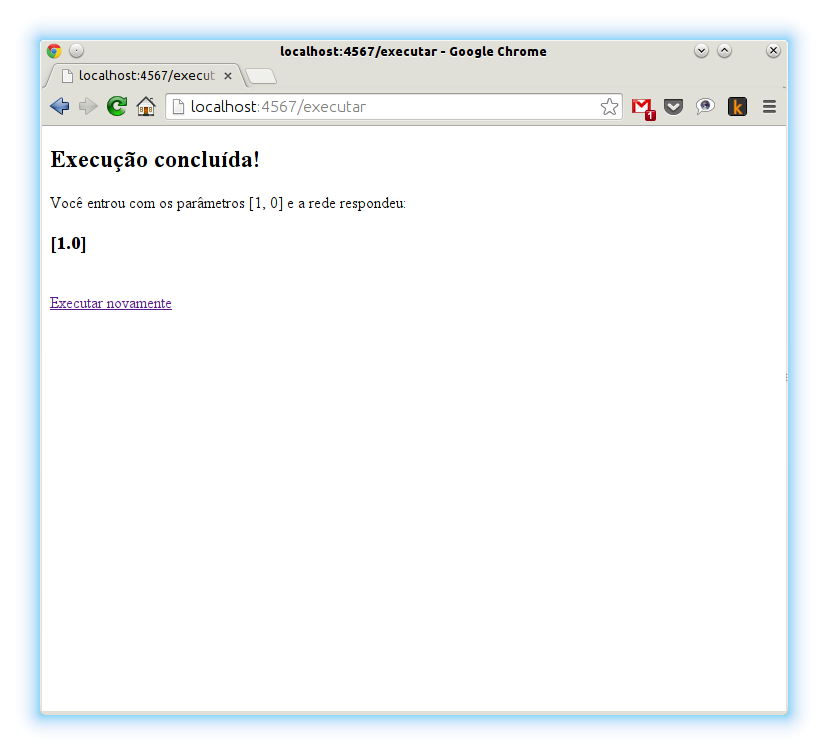 localhost:4567/executar - Google Chrome
localhost:4567/execut
localhost:4567/executar
1
k
Execução concluída!
Você entrou com os parâmetros [1, 0] e a rede respondeu:
[1.0]
Executar novamente